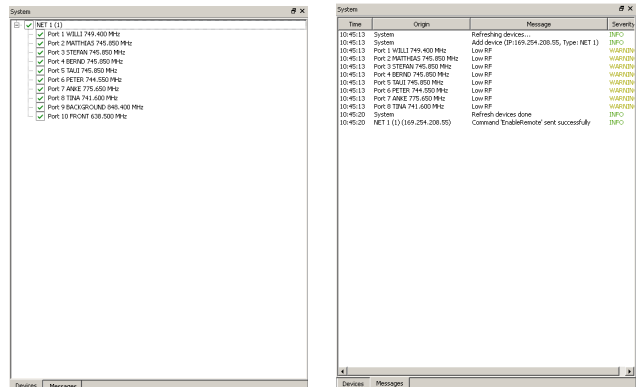 System
NET 1 (1)
Port 1 WILLI 749.400 MHz
Port 2 MATTHIAS 745.850 MHz
Port 3 STEFAN 745.850 MHz
Port 4 BERND 745.850 MHz
Port 5 TAUI 745.850 MHz
Port 6 PETER 744.550 MHz
Port 7 ANKE 775.650 MHz
Port 8 TINA 741.600 MHz
Port 9 BACKGROUND 848.400 MHz
Port 10 FRONT 638.500 MHz
Devices Messages
System
Time Origin Message Severity
10:45:13 System Refreshing devices... INFO
10:45:13 System Add device (IP:169.254.208.55, Type: NET 1) INFO
10:45:13 Port 1 WILLI 749.400 MHz Low RF WARNIN
10:45:13 Port 2 MATTHIAS 745.850 MHz Low RF WARNIN
10:45:13 Port 3 STEFAN 745.850 MHz Low RF WARNIN
10:45:13 Port 4 BERND 745.850 MHz Low RF WARNIN
10:45:13 Port 5 TAUI 745.850 MHz Low RF WARNIN
10:45:13 Port 6 PETER 744.550 MHz Low RF WARNIN
10:45:13 Port 7 ANKE 775.650 MHz Low RF WARNIN
10:45:13 Port 8 TINA 741.600 MHz Low RF WARNIN
10:45:20 System Refresh devices done INFO
10:45:20 NET 1 (1) (169.254.208.55) Command 'EnableRemote' sent successfully INFO
Devices Messages